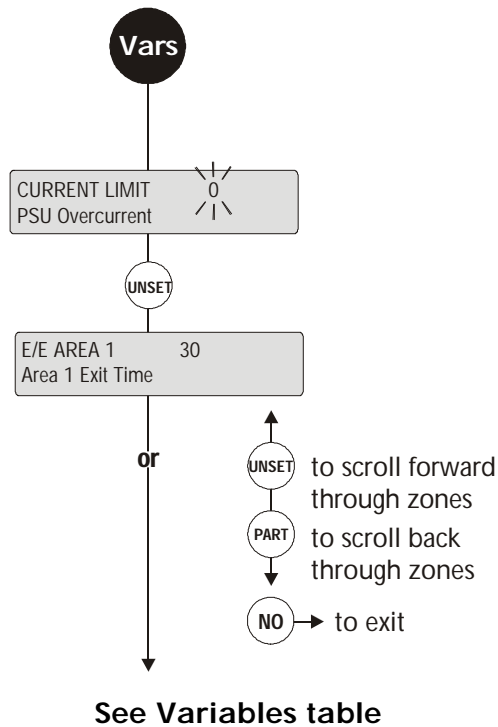 Vars
CURRENT LIMIT 0
PSU Overcurrent
UNSET
E/E AREA 1 30
Area 1 Exit Time
or
UNSET to scroll forward
through zones
PART to scroll back
through zones
NO to exit
See Variables table